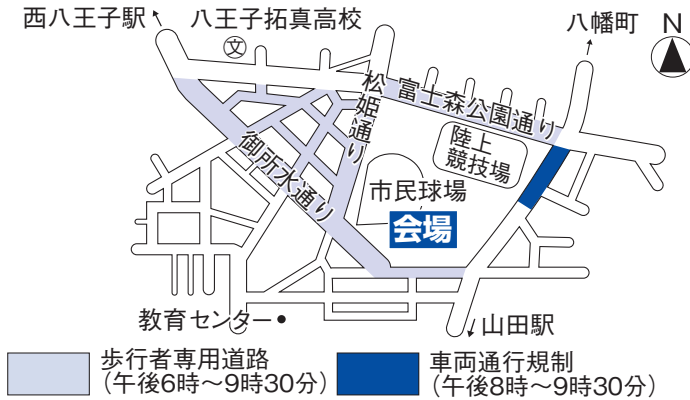 西八王子駅
八王子拓真高校
文
八幡町
N
松姫通り
富士森公園通り
陸上
競技場
御所水通り
市民球場
会場
教育センター
山田駅
歩行者専用道路
(午後6時〜9時30分)
車両通行規制
(午後8時〜9時30分)